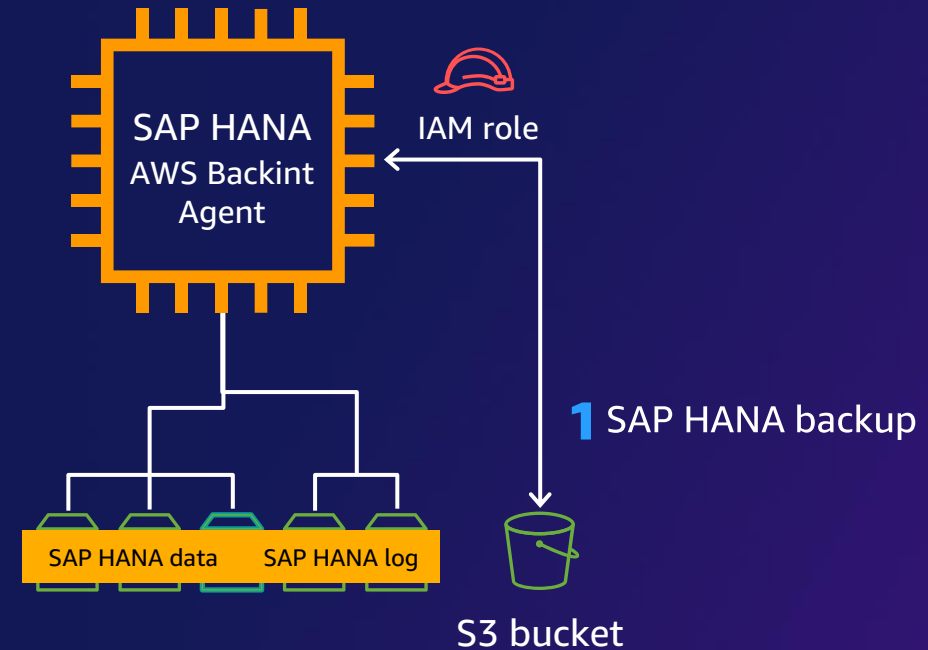 SAP HANA
AWS Backint
Agent
IAM role
1 SAP HANA backup
SAP HANA data
SAP HANA log
S3 bucket